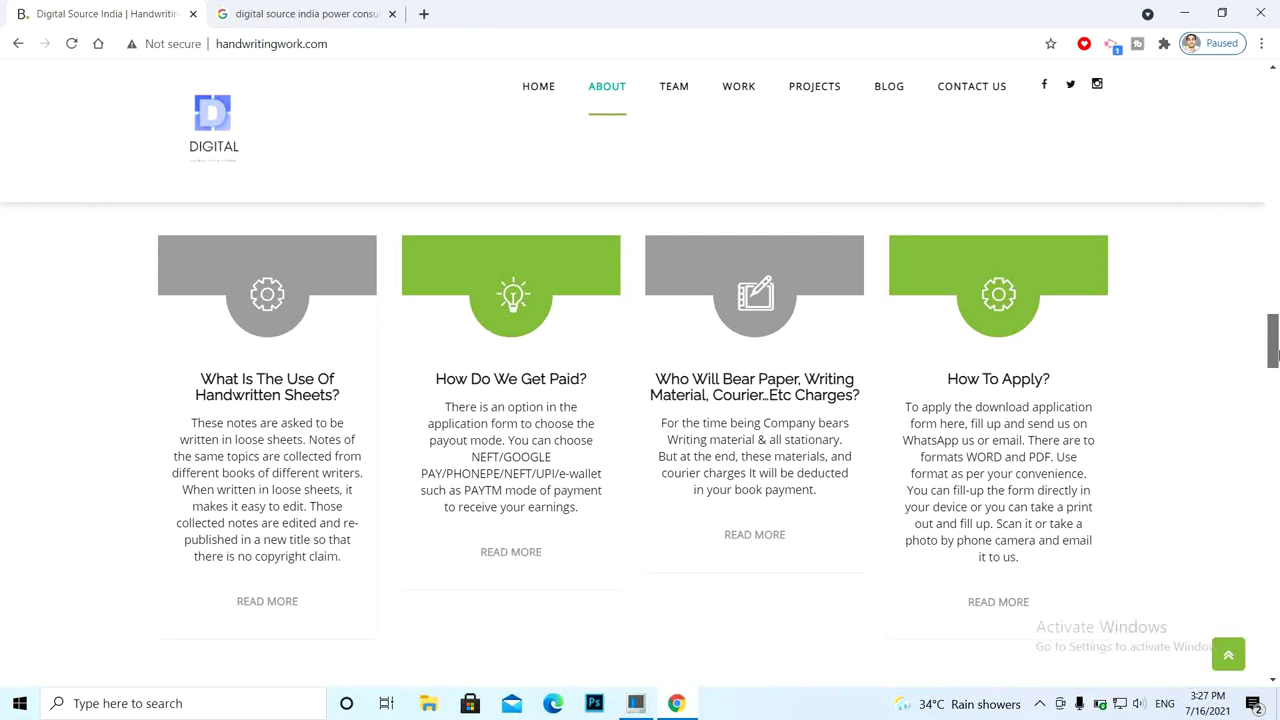 B. Digital Source India | Handwrit
digital source india power consul
Not secure | handwritingwork.com
1
Paused
D
DIGITAL
HOME ABOUT TEAM WORK PROJECTS BLOG CONTACT US
What Is The Use Of
Handwritten Sheets?
These notes are asked to be
written in loose sheets. Notes of
the same topics are collected from
different books of different writers.
When written in loose sheets, it
makes it easy to edit. Those
collected notes are edited and re-
published in a new title so that
there is no copyright claim.
READ MORE
How Do We Get Paid?
There is an option in the
application form to choose the
payout mode. You can choose
NEFT/GOOGLE
PAY/PHONEPE/NEFT/UPI/e-wallet
such as PAYTM mode of payment
to receive your earnings.
READ MORE
Who Will Bear Paper, Writing
Material, Courier...Etc Charges?
For the time being Company bears
Writing material & all stationary.
But at the end, these materials, and
courier charges It will be deducted
in your book payment.
READ MORE
How To Apply?
To apply the download application
form here, fill up and send us on
WhatsApp us or email. There are to
formats WORD and PDF. Use
format as per your convenience.
You can fill-up the form directly in
your device or you can take a print
out and fill up. Scan it or take a
photo by phone camera and email
it to us.
READ MORE
Activate Windows
Go to Settings to activate Windo
Type here to search
Ps
34°C Rain showers
ENG
3:27 PM
7/16/2021
2